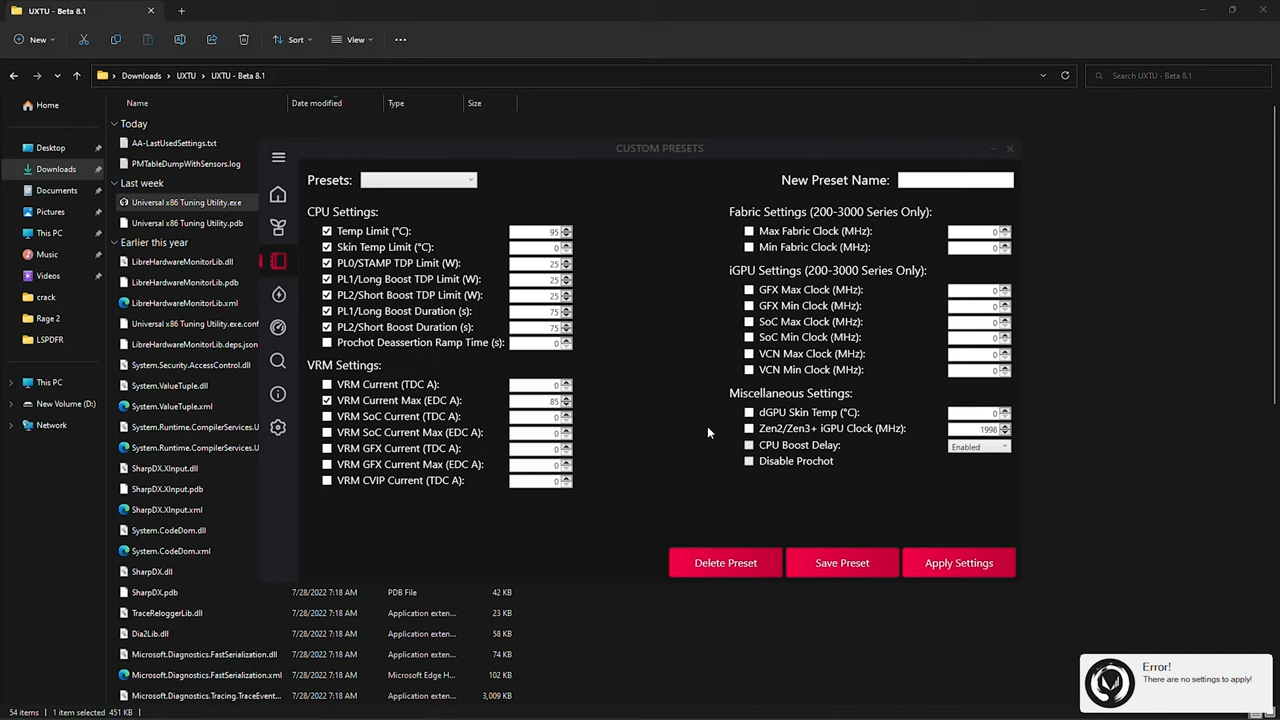 UXTU - Beta 8.1
New
Sort
View
Downloads > UXTU > UXTU - Beta 8.1
Search UXTU - Beta 8.1
Name
Date modified
Type
Size
Home
Desktop
Downloads
Documents
Pictures
This PC
Music
Videos
crack
Rage 2
LSPDFR
This PC
New Volume (D:)
Network
Today
AA-LastUsedSettings.txt
PMTableDumpWithSensors.log
Last week
Universal x86 Tuning Utility.exe
Universal x86 Tuning Utility.pdb
Earlier this year
LibreHardwareMonitorLib.dll
LibreHardwareMonitorLib.pdb
LibreHardwareMonitorLib.xml
Universal x86 Tuning Utility.exe.conf
LibreHardwareMonitorLib.deps.json
System.Security.AccessControl.dll
System.ValueTuple.dll
System.ValueTuple.xml
System.Runtime.CompilerServices.U
System.Runtime.CompilerServices.U
SharpDX.XInput.dll
SharpDX.XInput.pdb
SharpDX.XInput.xml
System.CodeDom.dll
System.CodeDom.xml
SharpDX.dll
SharpDX.pdb 7/28/2022 7:18 AM PDB File 42 KB
TraceReloggerLib.dll 7/28/2022 7:18 AM Application exten... 23 KB
Dia2Lib.dll 7/28/2022 7:18 AM Application exten... 58 KB
Microsoft.Diagnostics.FastSerialization.dll 7/28/2022 7:18 AM Application exten... 74 KB
Microsoft.Diagnostics.FastSerialization.xml 7/28/2022 7:18 AM Microsoft Edge H... 102 KB
Microsoft.Diagnostics.Tracing.TraceEvent... 7/28/2022 7:18 AM Application exten... 3,009 KB
54 items 1 item selected 451 KB
CUSTOM PRESETS
Presets:
New Preset Name:
CPU Settings:
Temp Limit (°C): 95
Skin Temp Limit (°C): 0
PL0/STAMP TDP Limit (W): 25
PL1/Long Boost TDP Limit (W): 25
PL2/Short Boost TDP Limit (W): 25
PL1/Long Boost Duration (s): 75
PL2/Short Boost Duration (s): 75
Prochot Deassertion Ramp Time (s): 0
VRM Settings:
VRM Current (TDC A): 0
VRM Current Max (EDC A): 85
VRM SoC Current (TDC A): 0
VRM SoC Current Max (EDC A): 0
VRM GFX Current (TDC A): 0
VRM GFX Current Max (EDC A): 0
VRM CVIP Current (TDC A): 0
Fabric Settings (200-3000 Series Only):
Max Fabric Clock (MHz): 0
Min Fabric Clock (MHz): 0
iGPU Settings (200-3000 Series Only):
GFX Max Clock (MHz): 0
GFX Min Clock (MHz): 0
SoC Max Clock (MHz): 0
SoC Min Clock (MHz): 0
VCN Max Clock (MHz): 0
VCN Min Clock (MHz): 0
Miscellaneous Settings:
dGPU Skin Temp (°C): 0
Zen2/Zen3+ iGPU Clock (MHz): 1998
CPU Boost Delay: Enabled
Disable Prochot
Delete Preset
Save Preset
Apply Settings
Error!
There are no settings to apply!